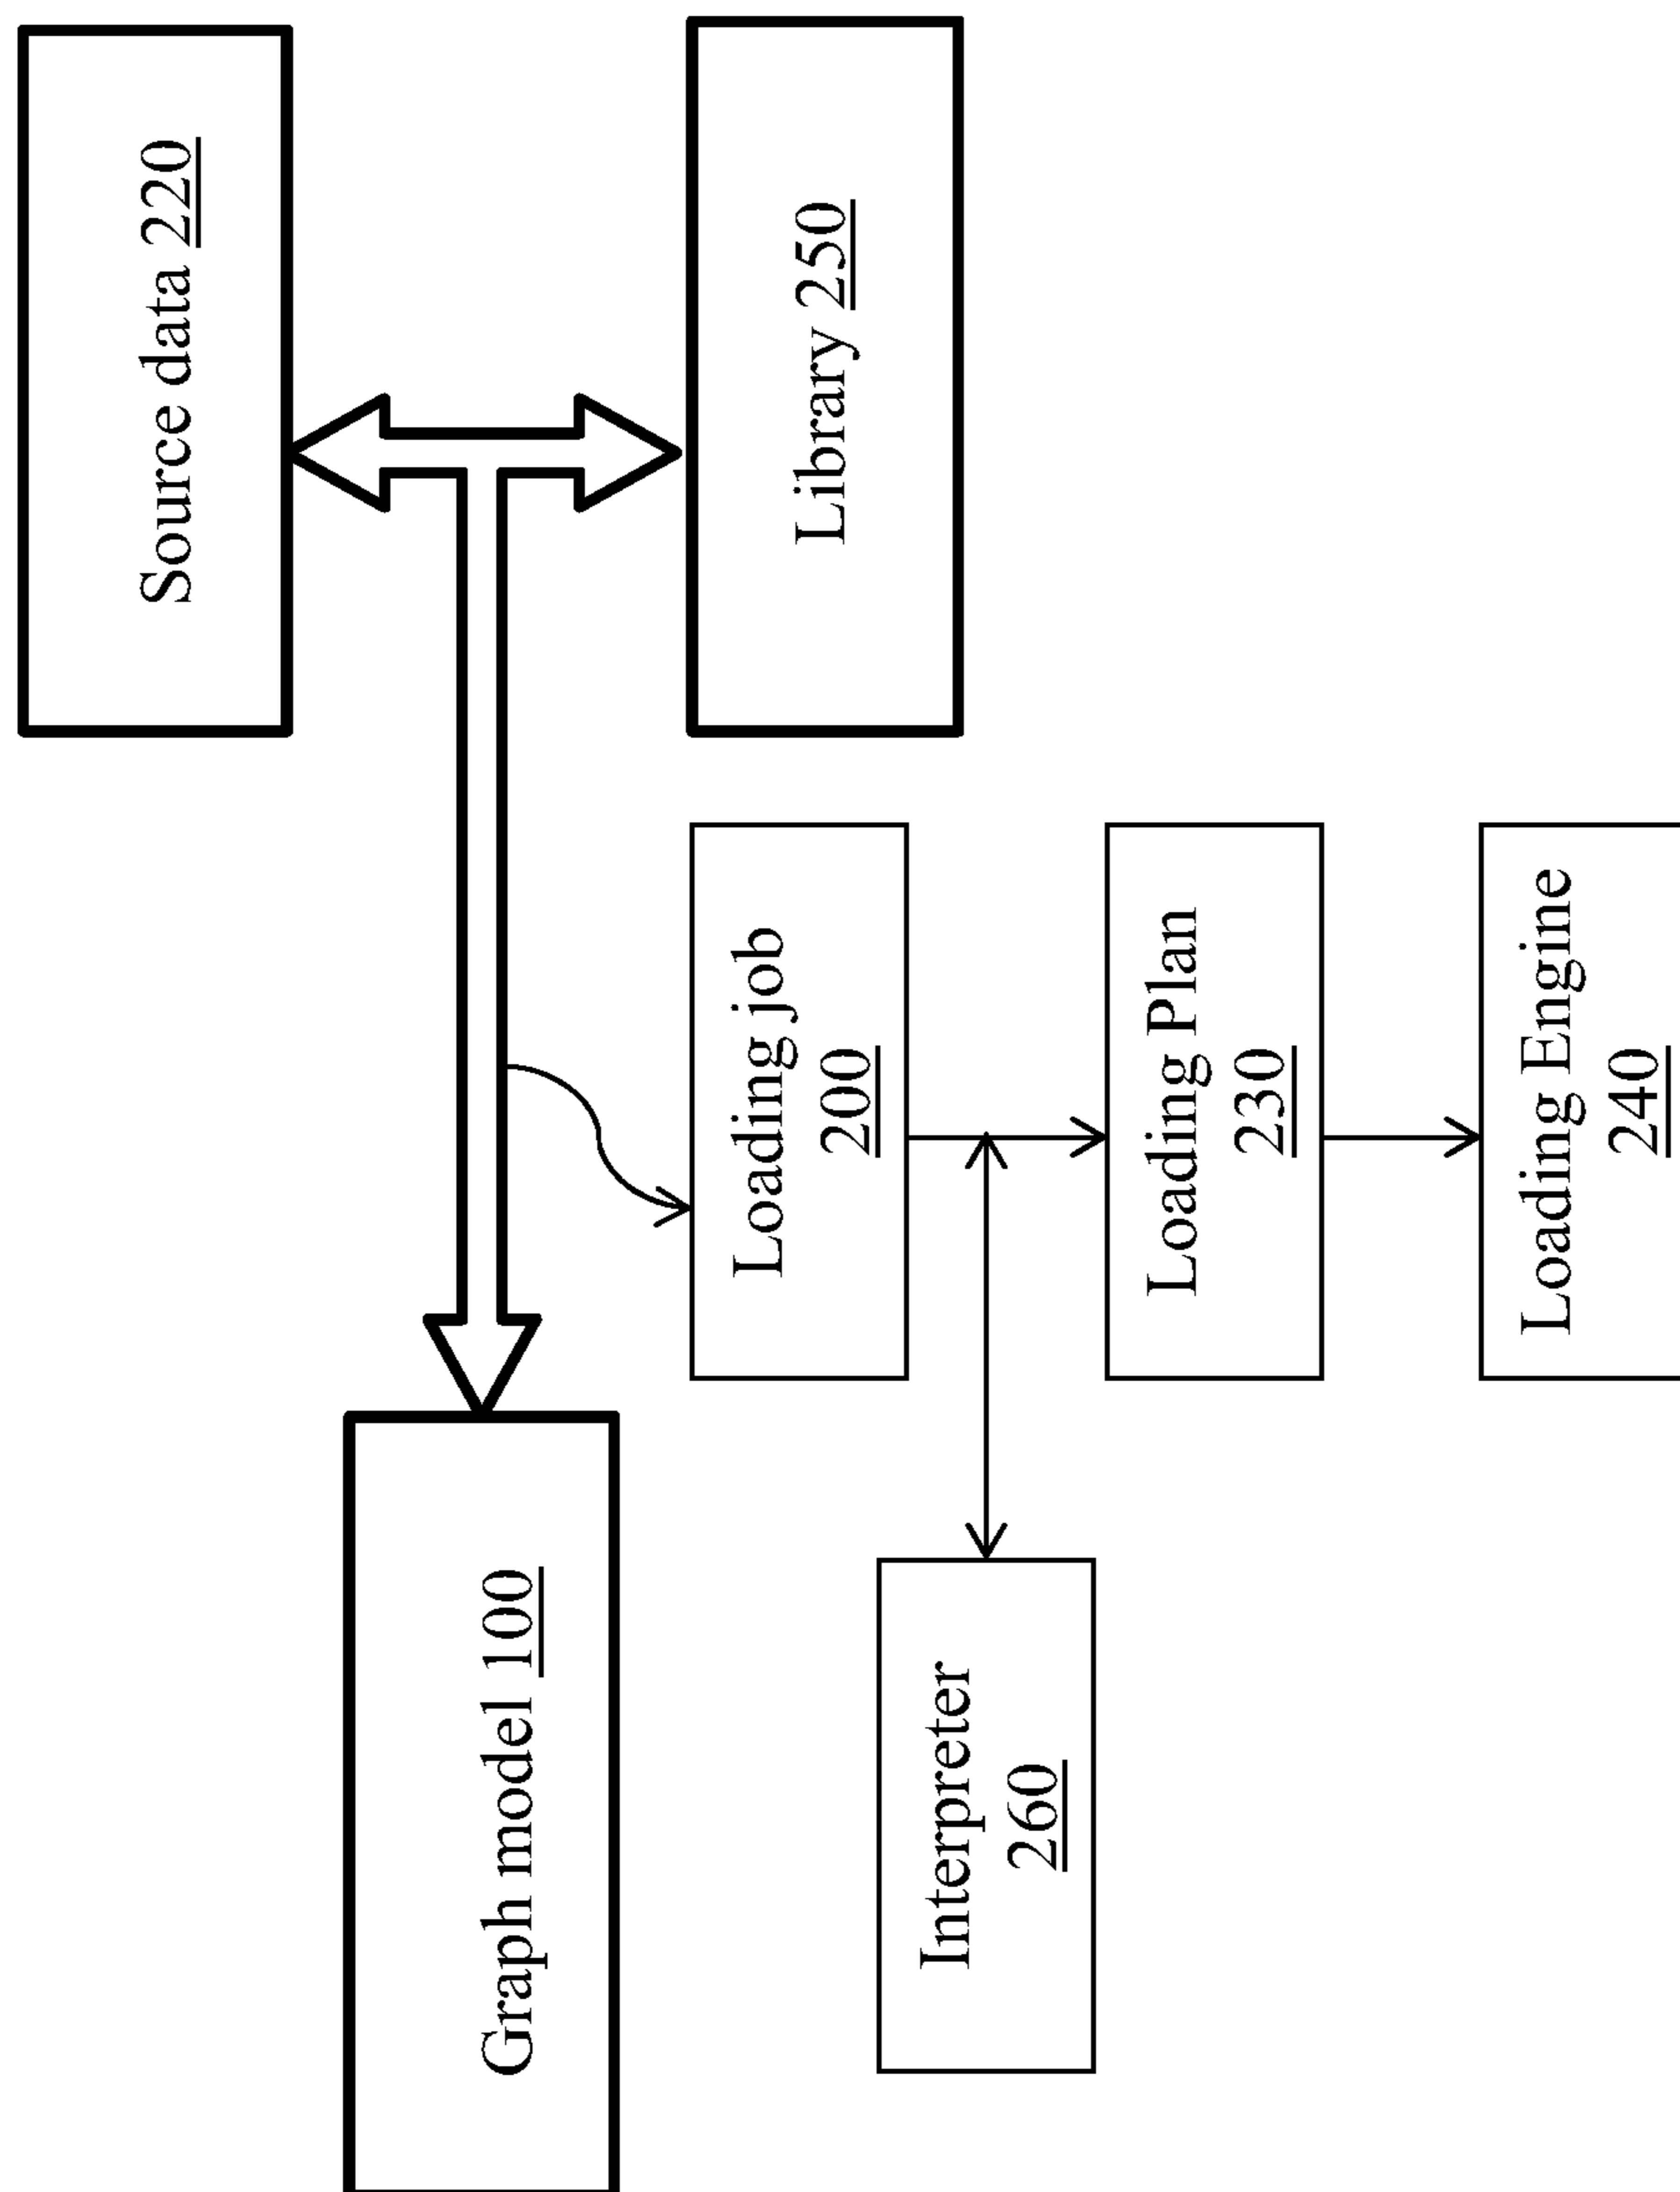 Graph model 100
Source data 220
Library 250
Loading job
200
Interpreter
260
Loading Plan
230
Loading Engine
240